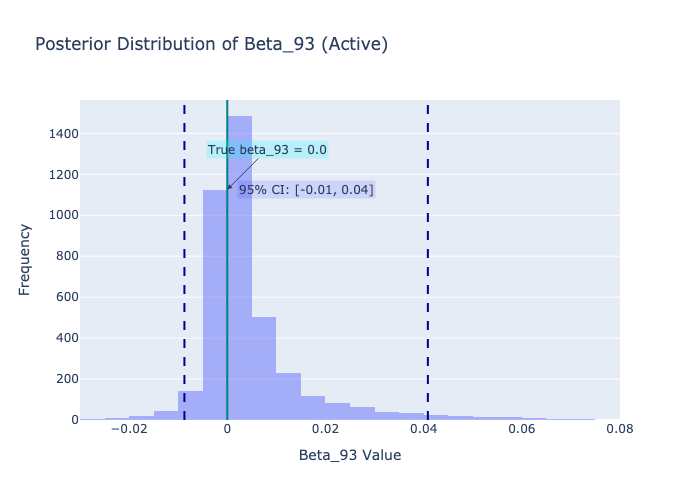 Posterior Distribution of Beta_93 (Active)
1400
1200
1000
800
600
400
200
0
Frequency
True beta_93 = 0.0
95% CI: [-0.01, 0.04]
−0.02
0
0.02
0.04
0.06
0.08
Beta_93 Value